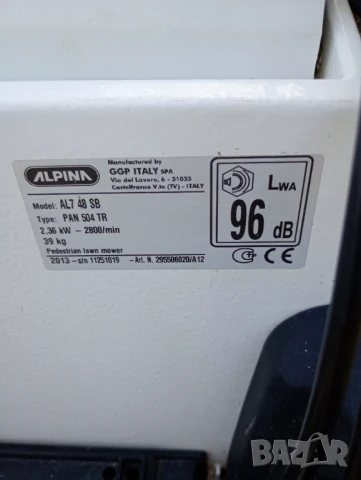 ALPINA
Manufactured by
GGP ITALY SPA
Via del Lavoro, 6 - 31033
Castelfranco V.to (TV) - ITALY
Model: AL7 48 SB
Type: PAN 504 TR
2,36 kW - 2800/min
39 kg
Pedestrian lawn mower
2013 - s/n 11251019 - Art. N. 295506020/A12
LWA
96 dB
CE
BAZAR
bazar.bg